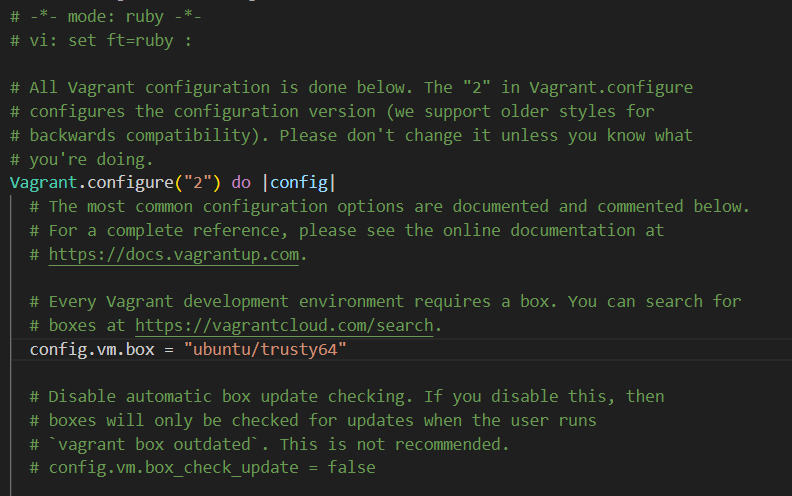 # -*- mode: ruby -*-
# vi: set ft=ruby :
# All Vagrant configuration is done below. The "2" in Vagrant.configure
# configures the configuration version (we support older styles for
# backwards compatibility). Please don't change it unless you know what
# you're doing.
Vagrant.configure("2") do |config|
# The most common configuration options are documented and commented below.
# For a complete reference, please see the online documentation at
# https://docs.vagrantup.com.
# Every Vagrant development environment requires a box. You can search for
# boxes at https://vagrantcloud.com/search.
config.vm.box = "ubuntu/trusty64"
# Disable automatic box update checking. If you disable this, then
# boxes will only be checked for updates when the user runs
# `vagrant box outdated`. This is not recommended.
# config.vm.box_check_update = false